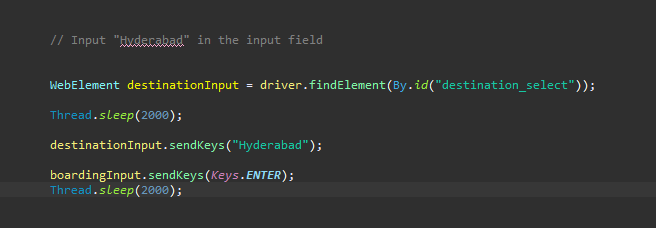 // Input "Hyderabad" in the input field
WebElement destinationInput = driver.findElement(By.id("destination_select"));
Thread.sleep(2000);
destinationInput.sendKeys("Hyderabad");
boardingInput.sendKeys(Keys.ENTER);
Thread.sleep(2000);